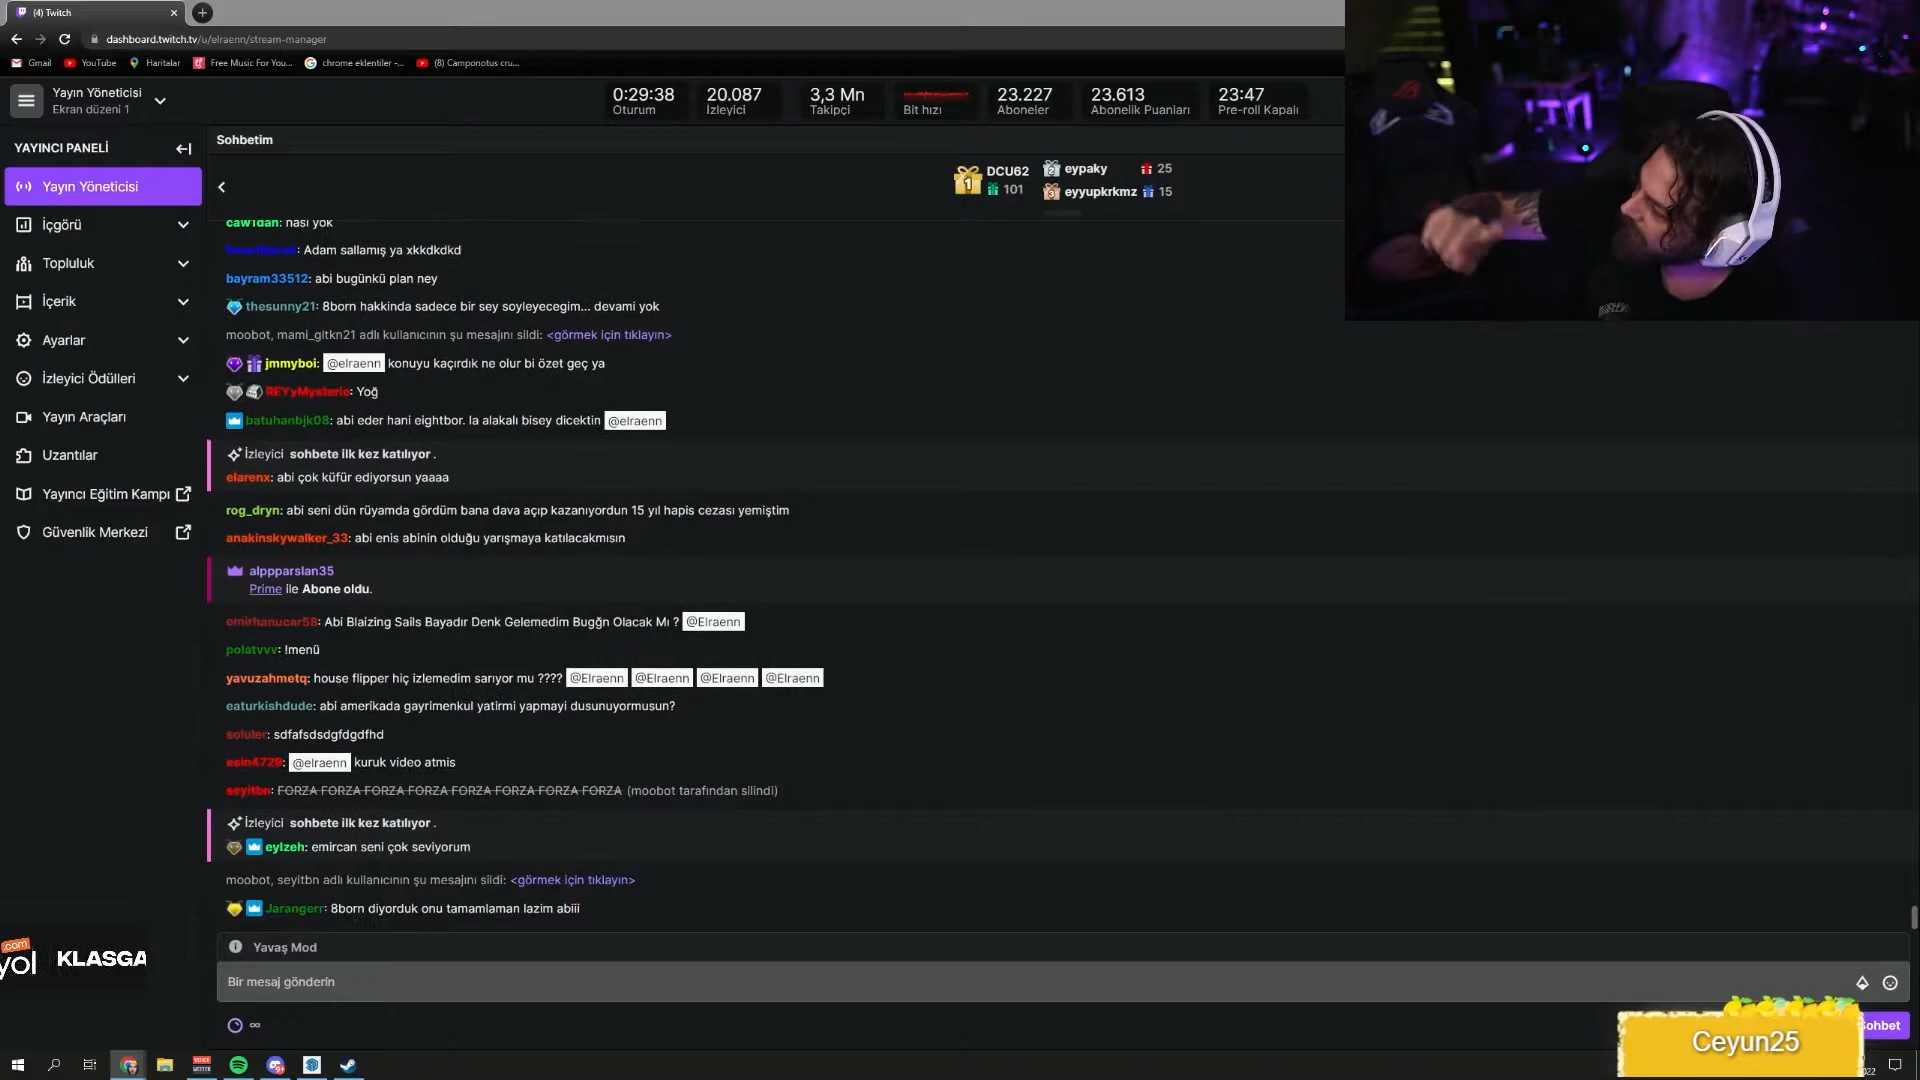 (4) Twitch
dashboard.twitch.tv/u/elraenn/stream-manager
Gmail YouTube Haritalar Free Music For You... chrome eklentiler -... (8) Camponotus cru...
Yayın Yöneticisi
Ekran düzeni 1
0:29:38 20.087 3,3 Mn 23.227 23.613 23:47
Oturum İzleyici Takipçi Bit hızı Aboneler Abonelik Puanları Pre-roll Kapalı
YAYINCI PANELİ
Yayın Yöneticisi
İçgörü
Topluluk
İçerik
Ayarlar
İzleyici Ödülleri
Yayın Araçları
Uzantılar
Yayıncı Eğitim Kampı
Güvenlik Merkezi
Sohbetim
1 DCU62 101
2 eypaky 25
3 eyyupkrkmz 15
caw1dan: nasi yok
: Adam sallamış ya xkkdkdkd
bayram33512: abi bugünkü plan ney
thesunny21: 8born hakkinda sadece bir sey soyleyecegim... devami yok
moobot, mami_gltkn21 adlı kullanıcının şu mesajını sildi: <görmek için tıklayın>
jmmyboi: @elraenn konuyu kaçırdık ne olur bi özet geç ya
REYyMysterio: Yoğ
batuhanbjk08: abi eder hani eightbor. la alakalı bisey dicektin @elraenn
İzleyici sohbete ilk kez katılıyor .
elarenx: abi çok küfür ediyorsun yaaaa
rog_dryn: abi seni dün rüyamda gördüm bana dava açıp kazanıyordun 15 yıl hapis cezası yemiştim
anakinskywalker_33: abi enis abinin olduğu yarışmaya katılacakmısın
alppparslan35
Prime ile Abone oldu.
emirhanucar58: Abi Blaizing Sails Bayadır Denk Gelemedim Bugğn Olacak Mı ? @Elraenn
polatvvv: !menü
yavuzahmetq: house flipper hiç izlemedim sarıyor mu ???? @Elraenn @Elraenn @Elraenn @Elraenn
eaturkishdude: abi amerikada gayrimenkul yatirmi yapmayi dusunuyormusun?
soluler: sdfafsdsdgfdgdfhd
esin4729: @elraenn kuruk video atmis
seyitbn: FORZA FORZA FORZA FORZA FORZA FORZA FORZA FORZA (moobot tarafından silindi)
İzleyici sohbete ilk kez katılıyor .
eylzeh: emircan seni çok seviyorum
moobot, seyitbn adlı kullanıcının şu mesajını sildi: <görmek için tıklayın>
Jarangerr: 8born diyorduk onu tamamlaman lazim abiii
Yavaş Mod
Bir mesaj gönderin
∞
Sohbet
.com
yol KLASGA
Ceyun25